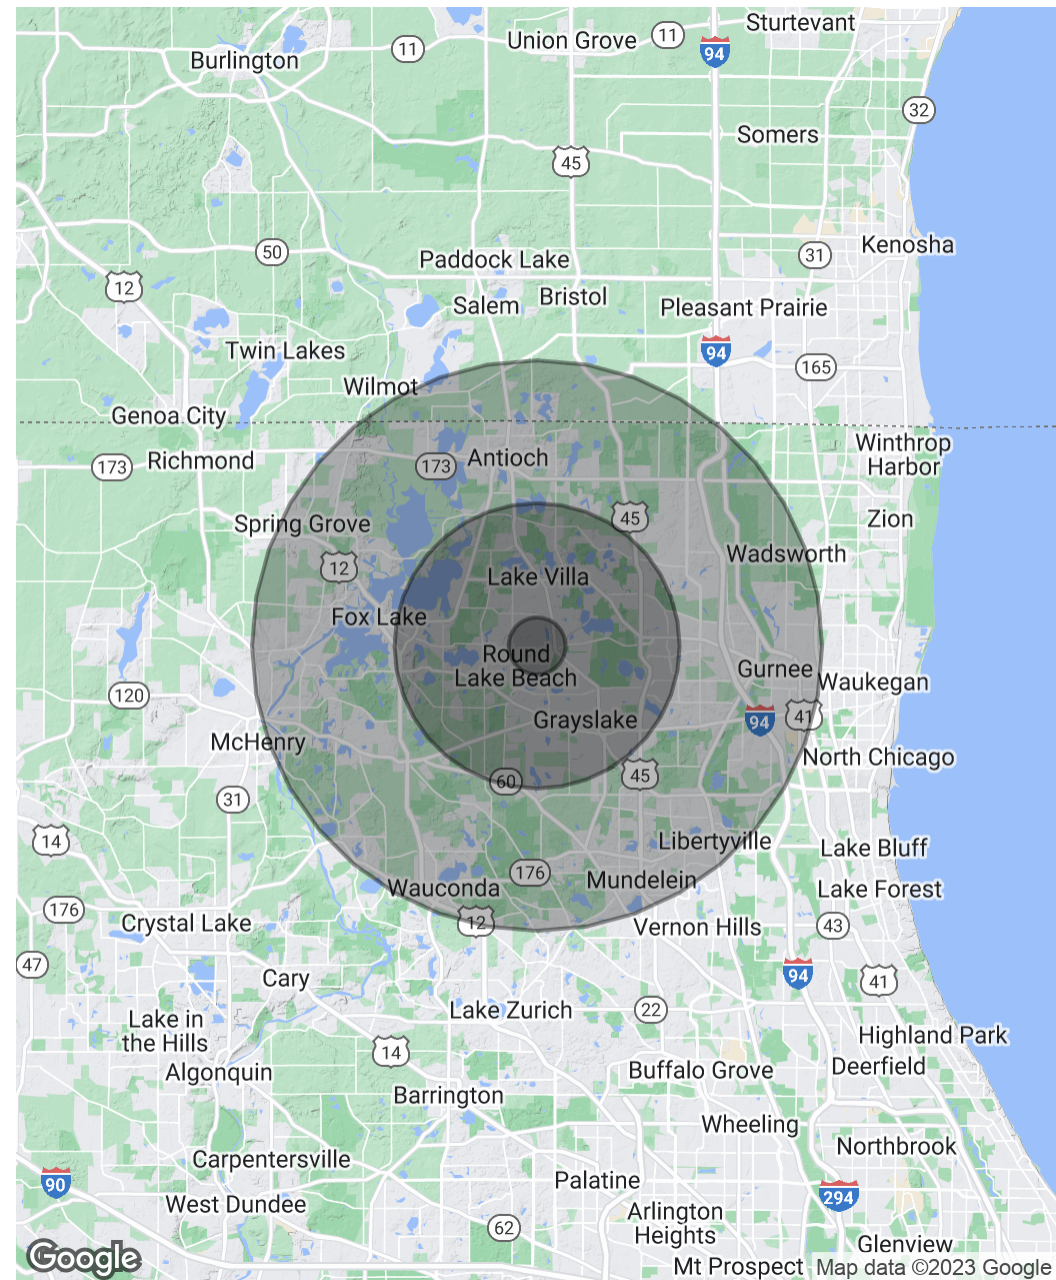 Sturtevant
Union Grove
11
11
94
Burlington
32
Somers
45
Kenosha
50
31
Paddock Lake
12
Salem
Bristol
Pleasant Prairie
Twin Lakes
94
165
Wilmot
Genoa City
Winthrop
Harbor
173
Richmond
173
Antioch
Spring Grove
45
Zion
12
Wadsworth
Lake Villa
Fox Lake
Round
Lake Beach
Gurnee
Waukegan
120
Grayslake
94
41
McHenry
North Chicago
60
45
31
14
Libertyville
Lake Bluff
176
Mundelein
Wauconda
Lake Forest
176
Crystal Lake
12
Vernon Hills
43
47
Cary
94
41
Lake Zurich
22
Lake in
the Hills
14
Highland Park
Algonquin
Buffalo Grove
Deerfield
Barrington
Wheeling
Northbrook
Carpentersville
90
Palatine
294
West Dundee
62
Arlington
Heights
Glenview
Google
Mt Prospect
Map data ©2023 Google